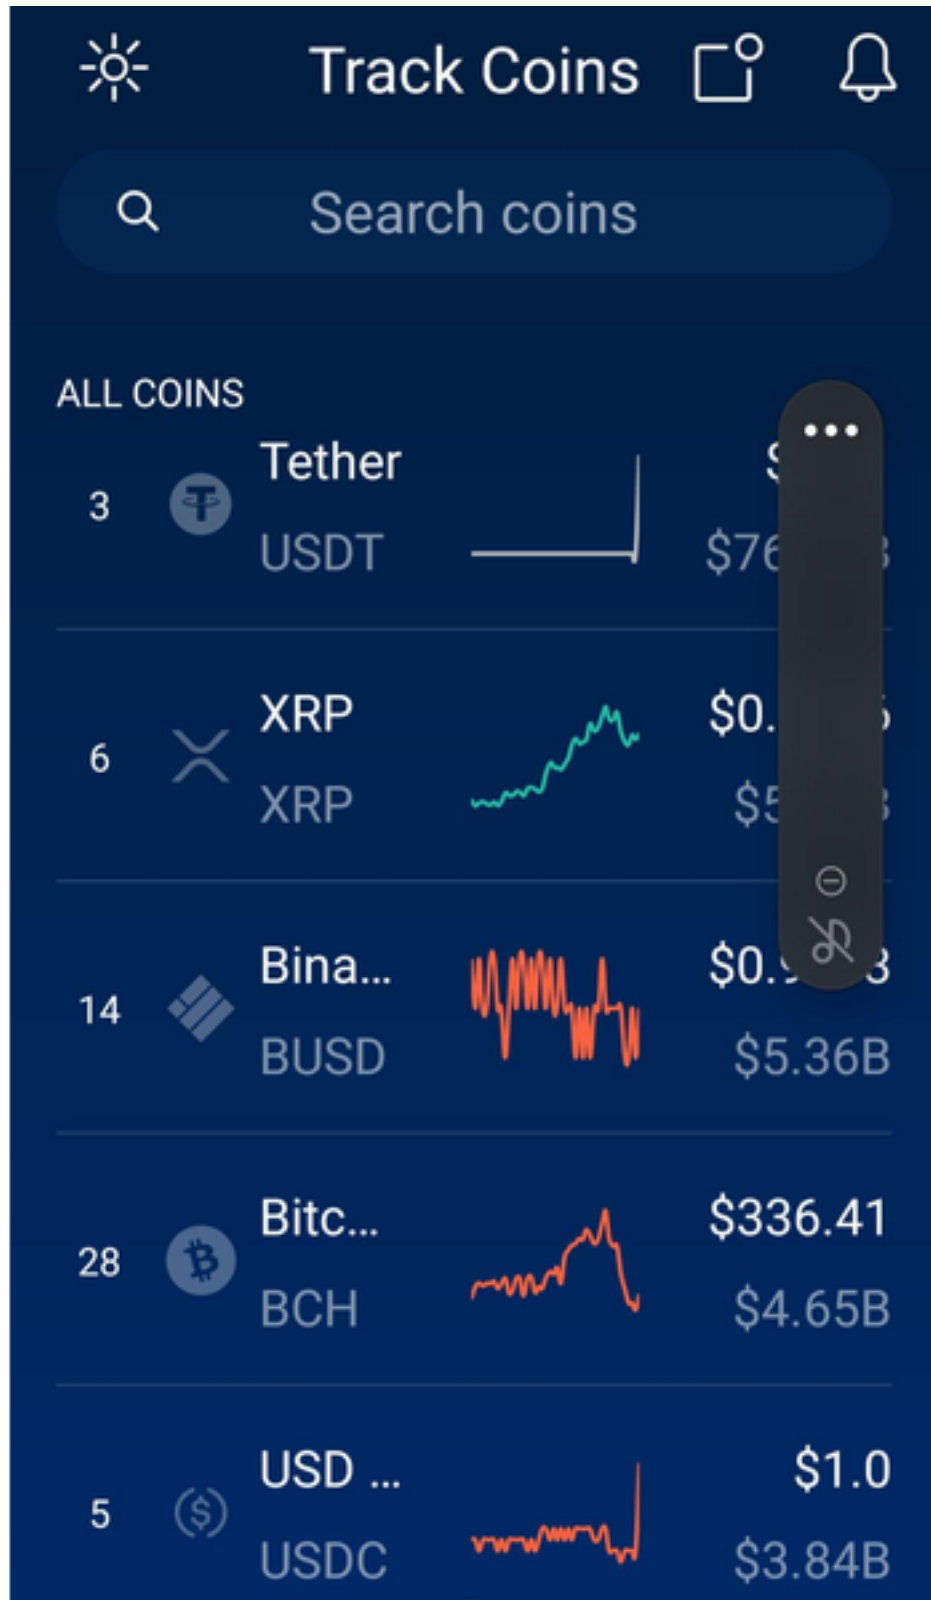 Track Coins
Search coins
ALL COINS
3 Tether
USDT
6 XRP
XRP
14 Bina...
BUSD $5.36B
28 Bitc... $336.41
BCH $4.65B
5 USD ... $1.0
USDC $3.84B